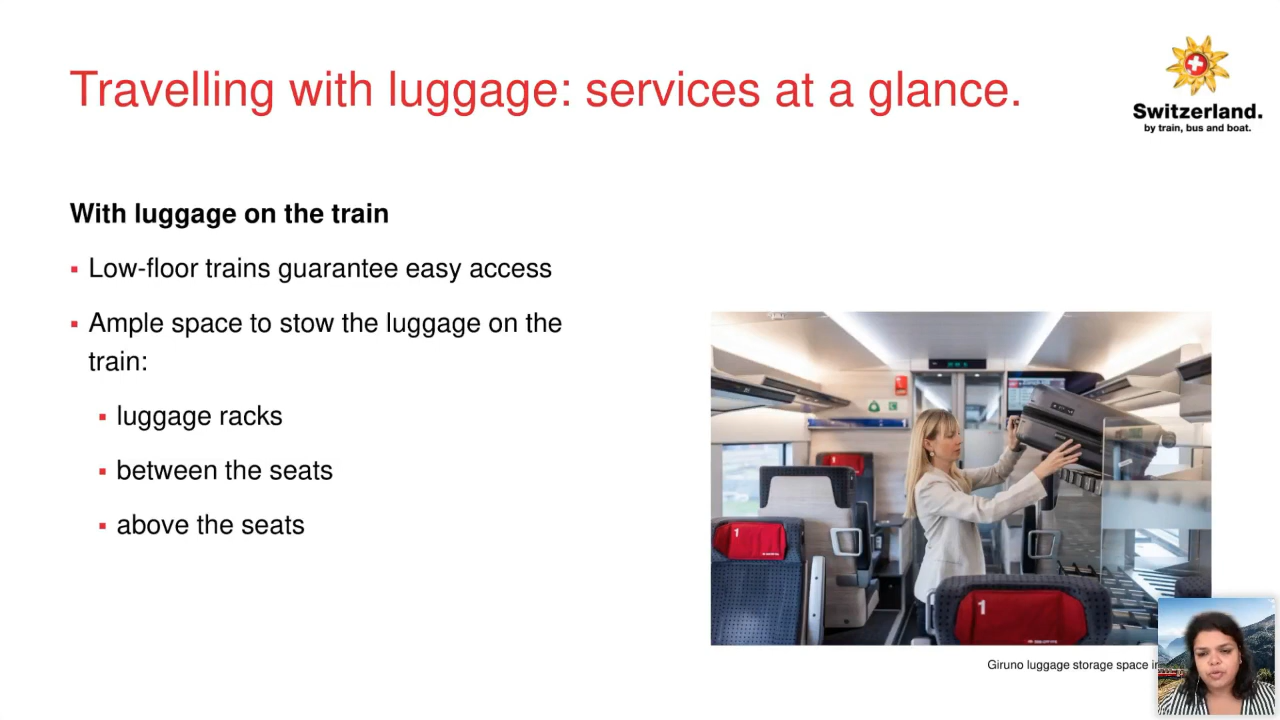 Travelling with luggage: services at a glance.
Switzerland.
by train, bus and boat.
With luggage on the train
▪ Low-floor trains guarantee easy access
▪ Ample space to stow the luggage on the
train:
▪ luggage racks
▪ between the seats
▪ above the seats
1
1
Giruno luggage storage space